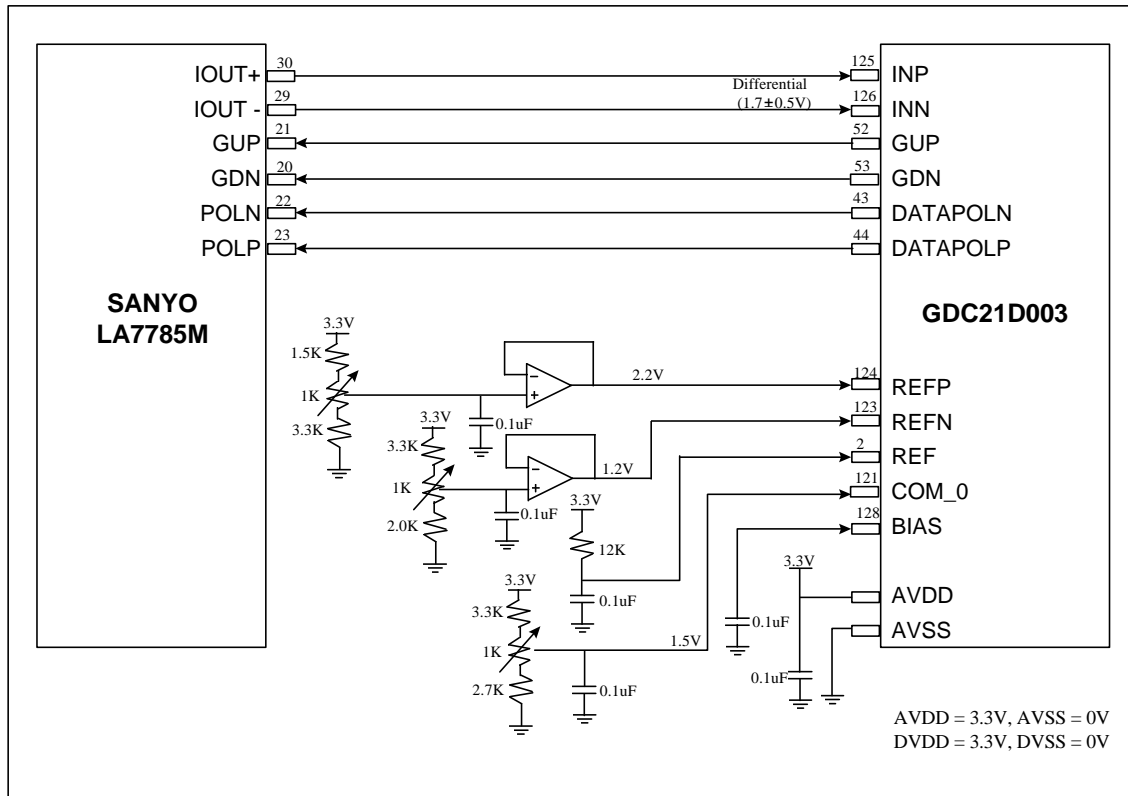 IOUT+ 30 125 INP
Differential
(1.7±0.5V)
IOUT - 29 126 INN
GUP 21 52 GUP
GDN 20 53 GDN
POLN 22 43 DATAPOLN
POLP 23 44 DATAPOLP
SANYO
LA7785M
GDC21D003
3.3V
1.5K
1K
3.3K
0.1uF
2.2V
124 REFP
3.3V
3.3K
1K
2.0K
0.1uF
1.2V
123 REFN
3.3V
12K
0.1uF
2 REF
3.3V
3.3K
1K
2.7K
0.1uF
1.5V
121 COM_0
0.1uF
128 BIAS
3.3V
0.1uF
AVDD
AVSS
AVDD = 3.3V, AVSS = 0V
DVDD = 3.3V, DVSS = 0V